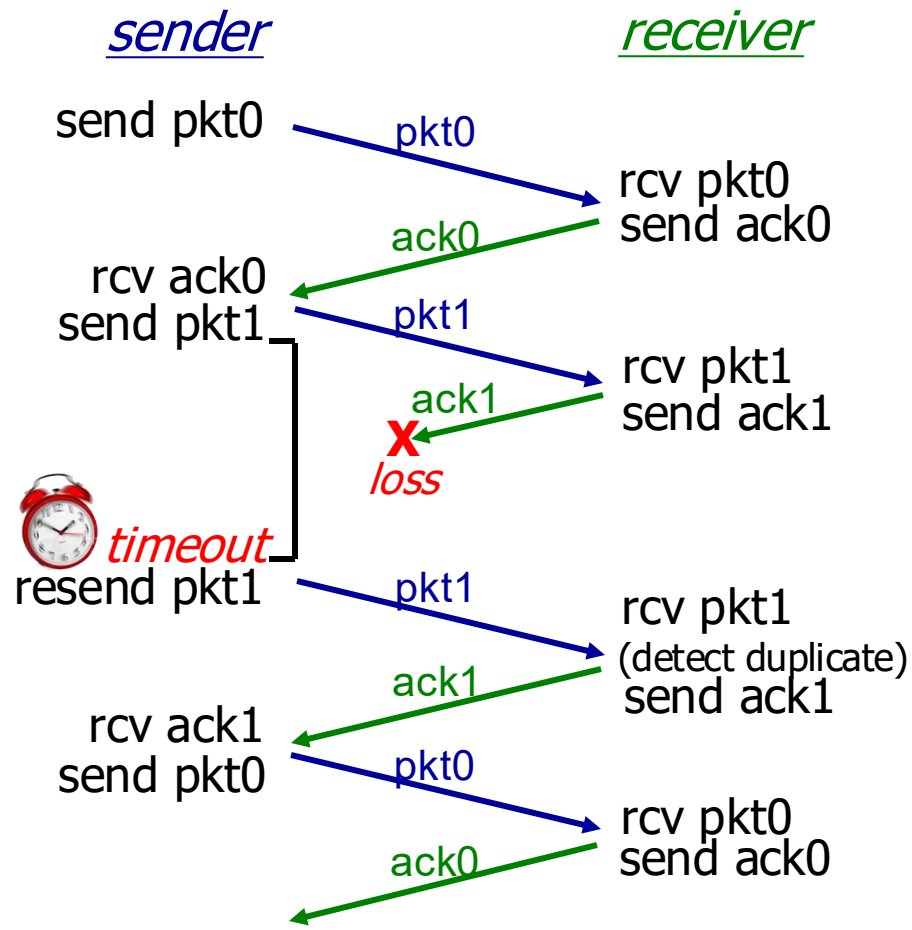 sender
receiver
send pkt0
pkt0
rcv pkt0
send ack0
ack0
rcv ack0
send pkt1
pkt1
rcv pkt1
send ack1
ack1
X
loss
timeout
resend pkt1
pkt1
rcv pkt1
(detect duplicate)
send ack1
ack1
rcv ack1
send pkt0
pkt0
rcv pkt0
send ack0
ack0